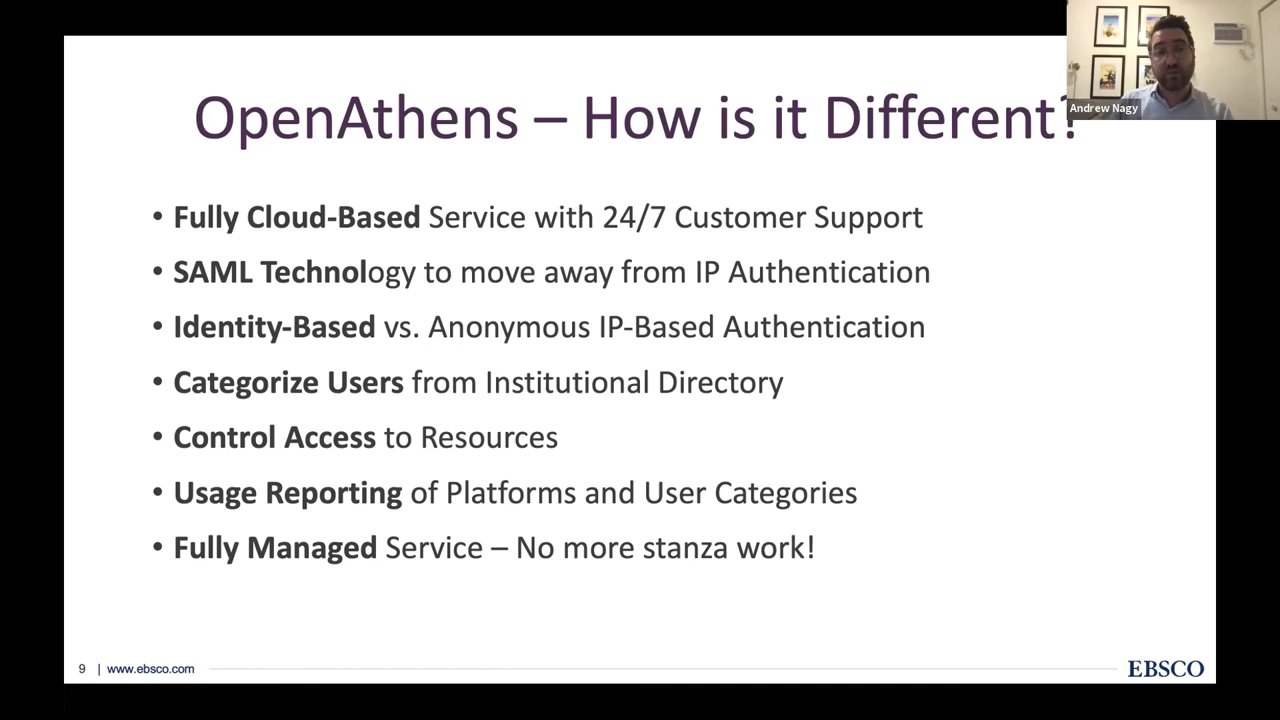 OpenAthens – How is it Different?
Andrew Nagy
• Fully Cloud-Based Service with 24/7 Customer Support
• SAML Technology to move away from IP Authentication
• Identity-Based vs. Anonymous IP-Based Authentication
• Categorize Users from Institutional Directory
• Control Access to Resources
• Usage Reporting of Platforms and User Categories
• Fully Managed Service – No more stanza work!
9 | www.ebsco.com
EBSCO